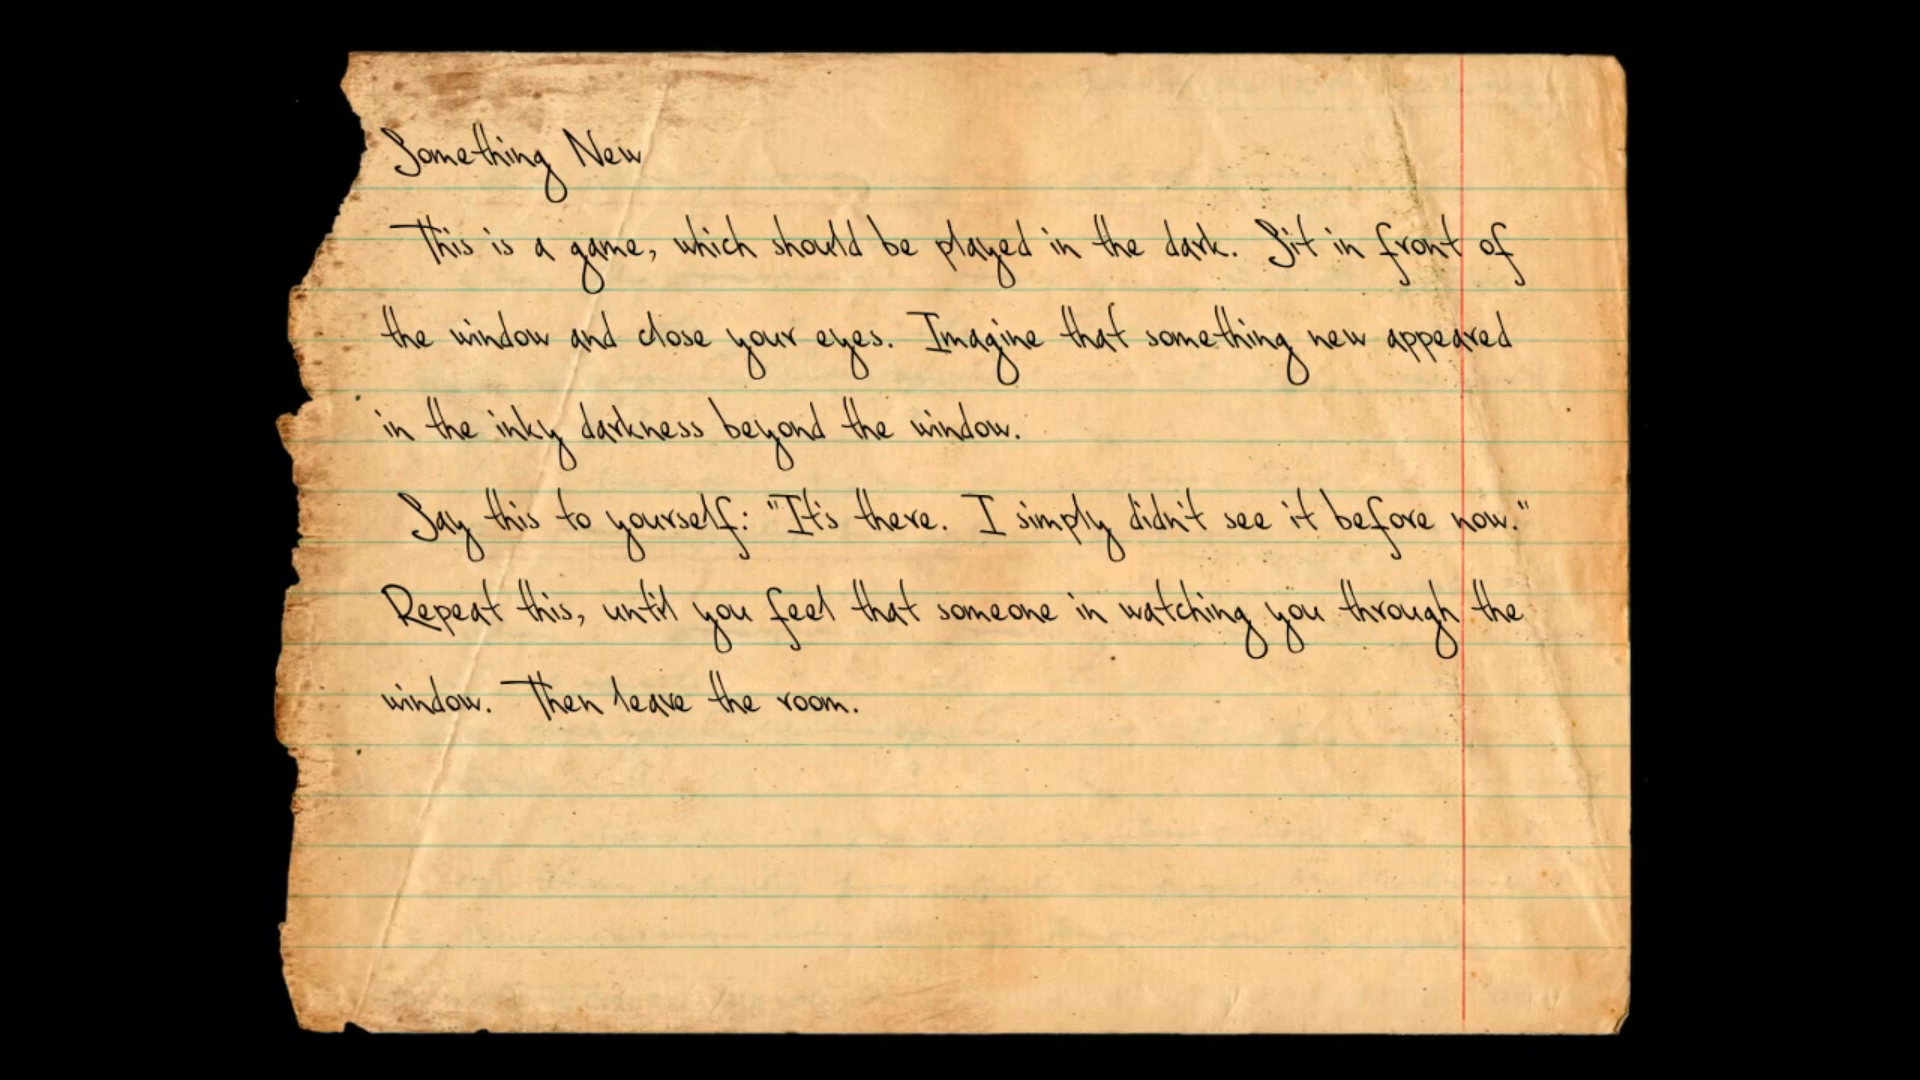 Something New
This is a game, which should be played in the dark. Sit in front of
the window and close your eyes. Imagine that something new appeared
in the inky darkness beyond the window.
Say this to yourself: "It's there. I simply didn't see it before now."
Repeat this, until you feel that someone in watching you through the
window. Then leave the room.